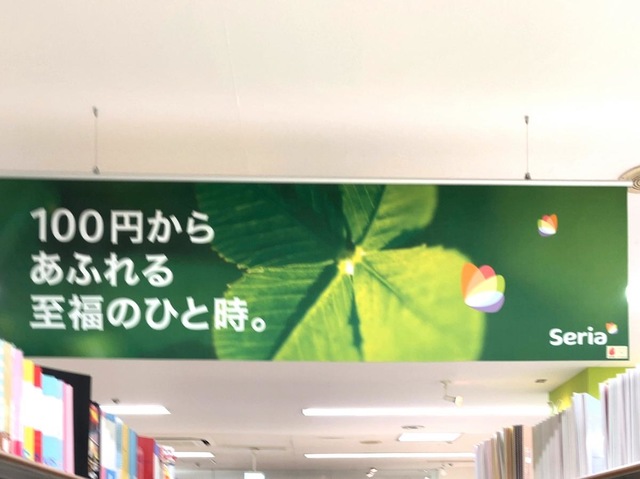 100円から
あふれる
至福のひと時。
Seria